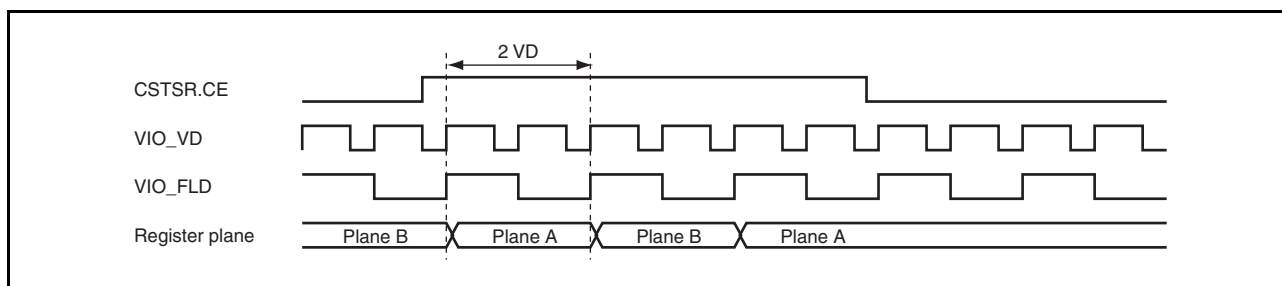 2 VD
CSTSR.CE
VIO_VD
VIO_FLD
Register plane Plane B Plane A Plane B Plane A